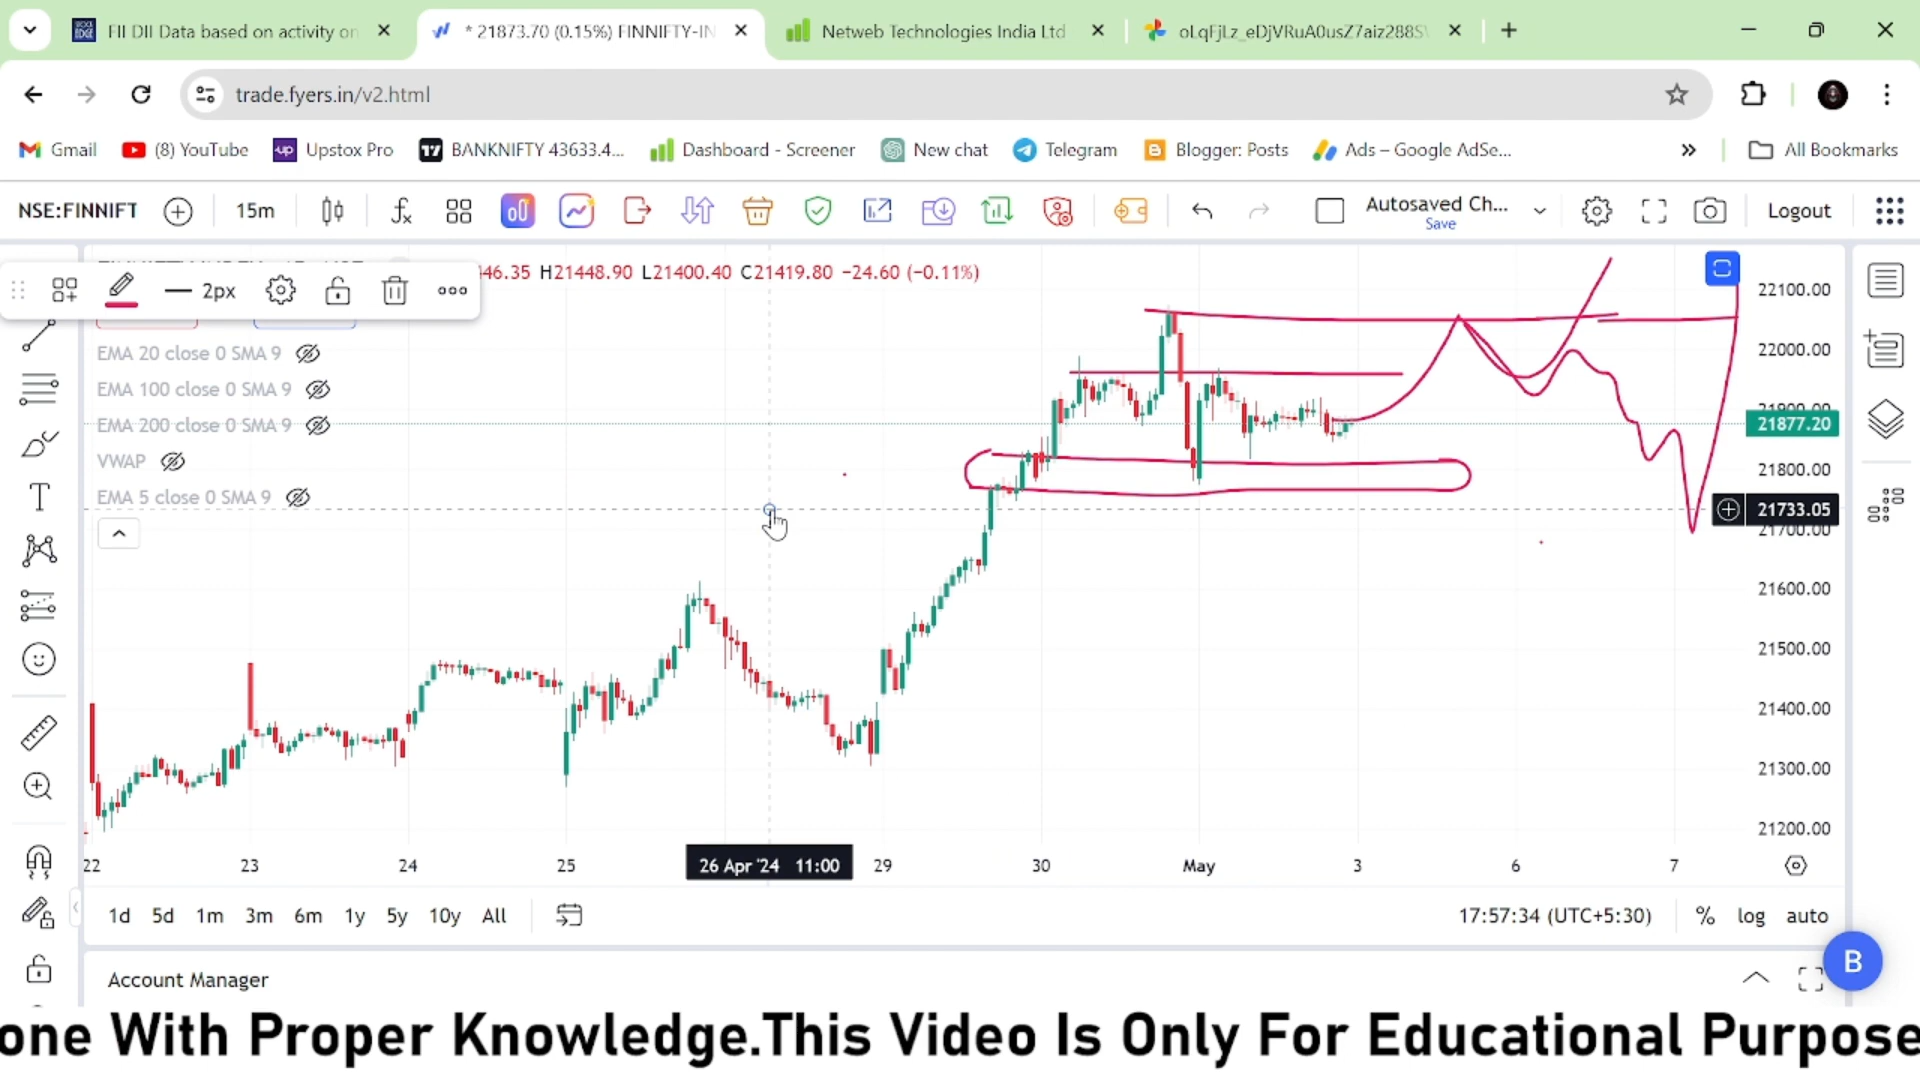 FII DII Data based on activity on
* 21873.70 (0.15%) FINNIFTY-IN
Netweb Technologies India Ltd
oLqFjLz_eDjVRuA0usZ7aiz288S
trade.fyers.in/v2.html
Gmail
(8) YouTube
up
Upstox Pro
17
BANKNIFTY 43633.4...
Dashboard - Screener
New chat
Telegram
Blogger: Posts
Ads – Google AdSe...
»
All Bookmarks
NSE:FINNIFT
15m
Autosaved Ch...
Save
Logout
46.35 H21448.90 L21400.40 C21419.80 −24.60 (−0.11%)
2px
EMA 20 close 0 SMA 9
EMA 100 close 0 SMA 9
EMA 200 close 0 SMA 9
VWAP
EMA 5 close 0 SMA 9
22100.00
22000.00
21900.00
21877.20
21800.00
21733.05
21700.00
21600.00
21500.00
21400.00
21300.00
21200.00
22 23 24 25 26 Apr '24 11:00 29 30 May 3 6 7
1d 5d 1m 3m 6m 1y 5y 10y All
17:57:34 (UTC+5:30) % log auto
B
Account Manager
one With Proper Knowledge.This Video Is Only For Educational Purpose